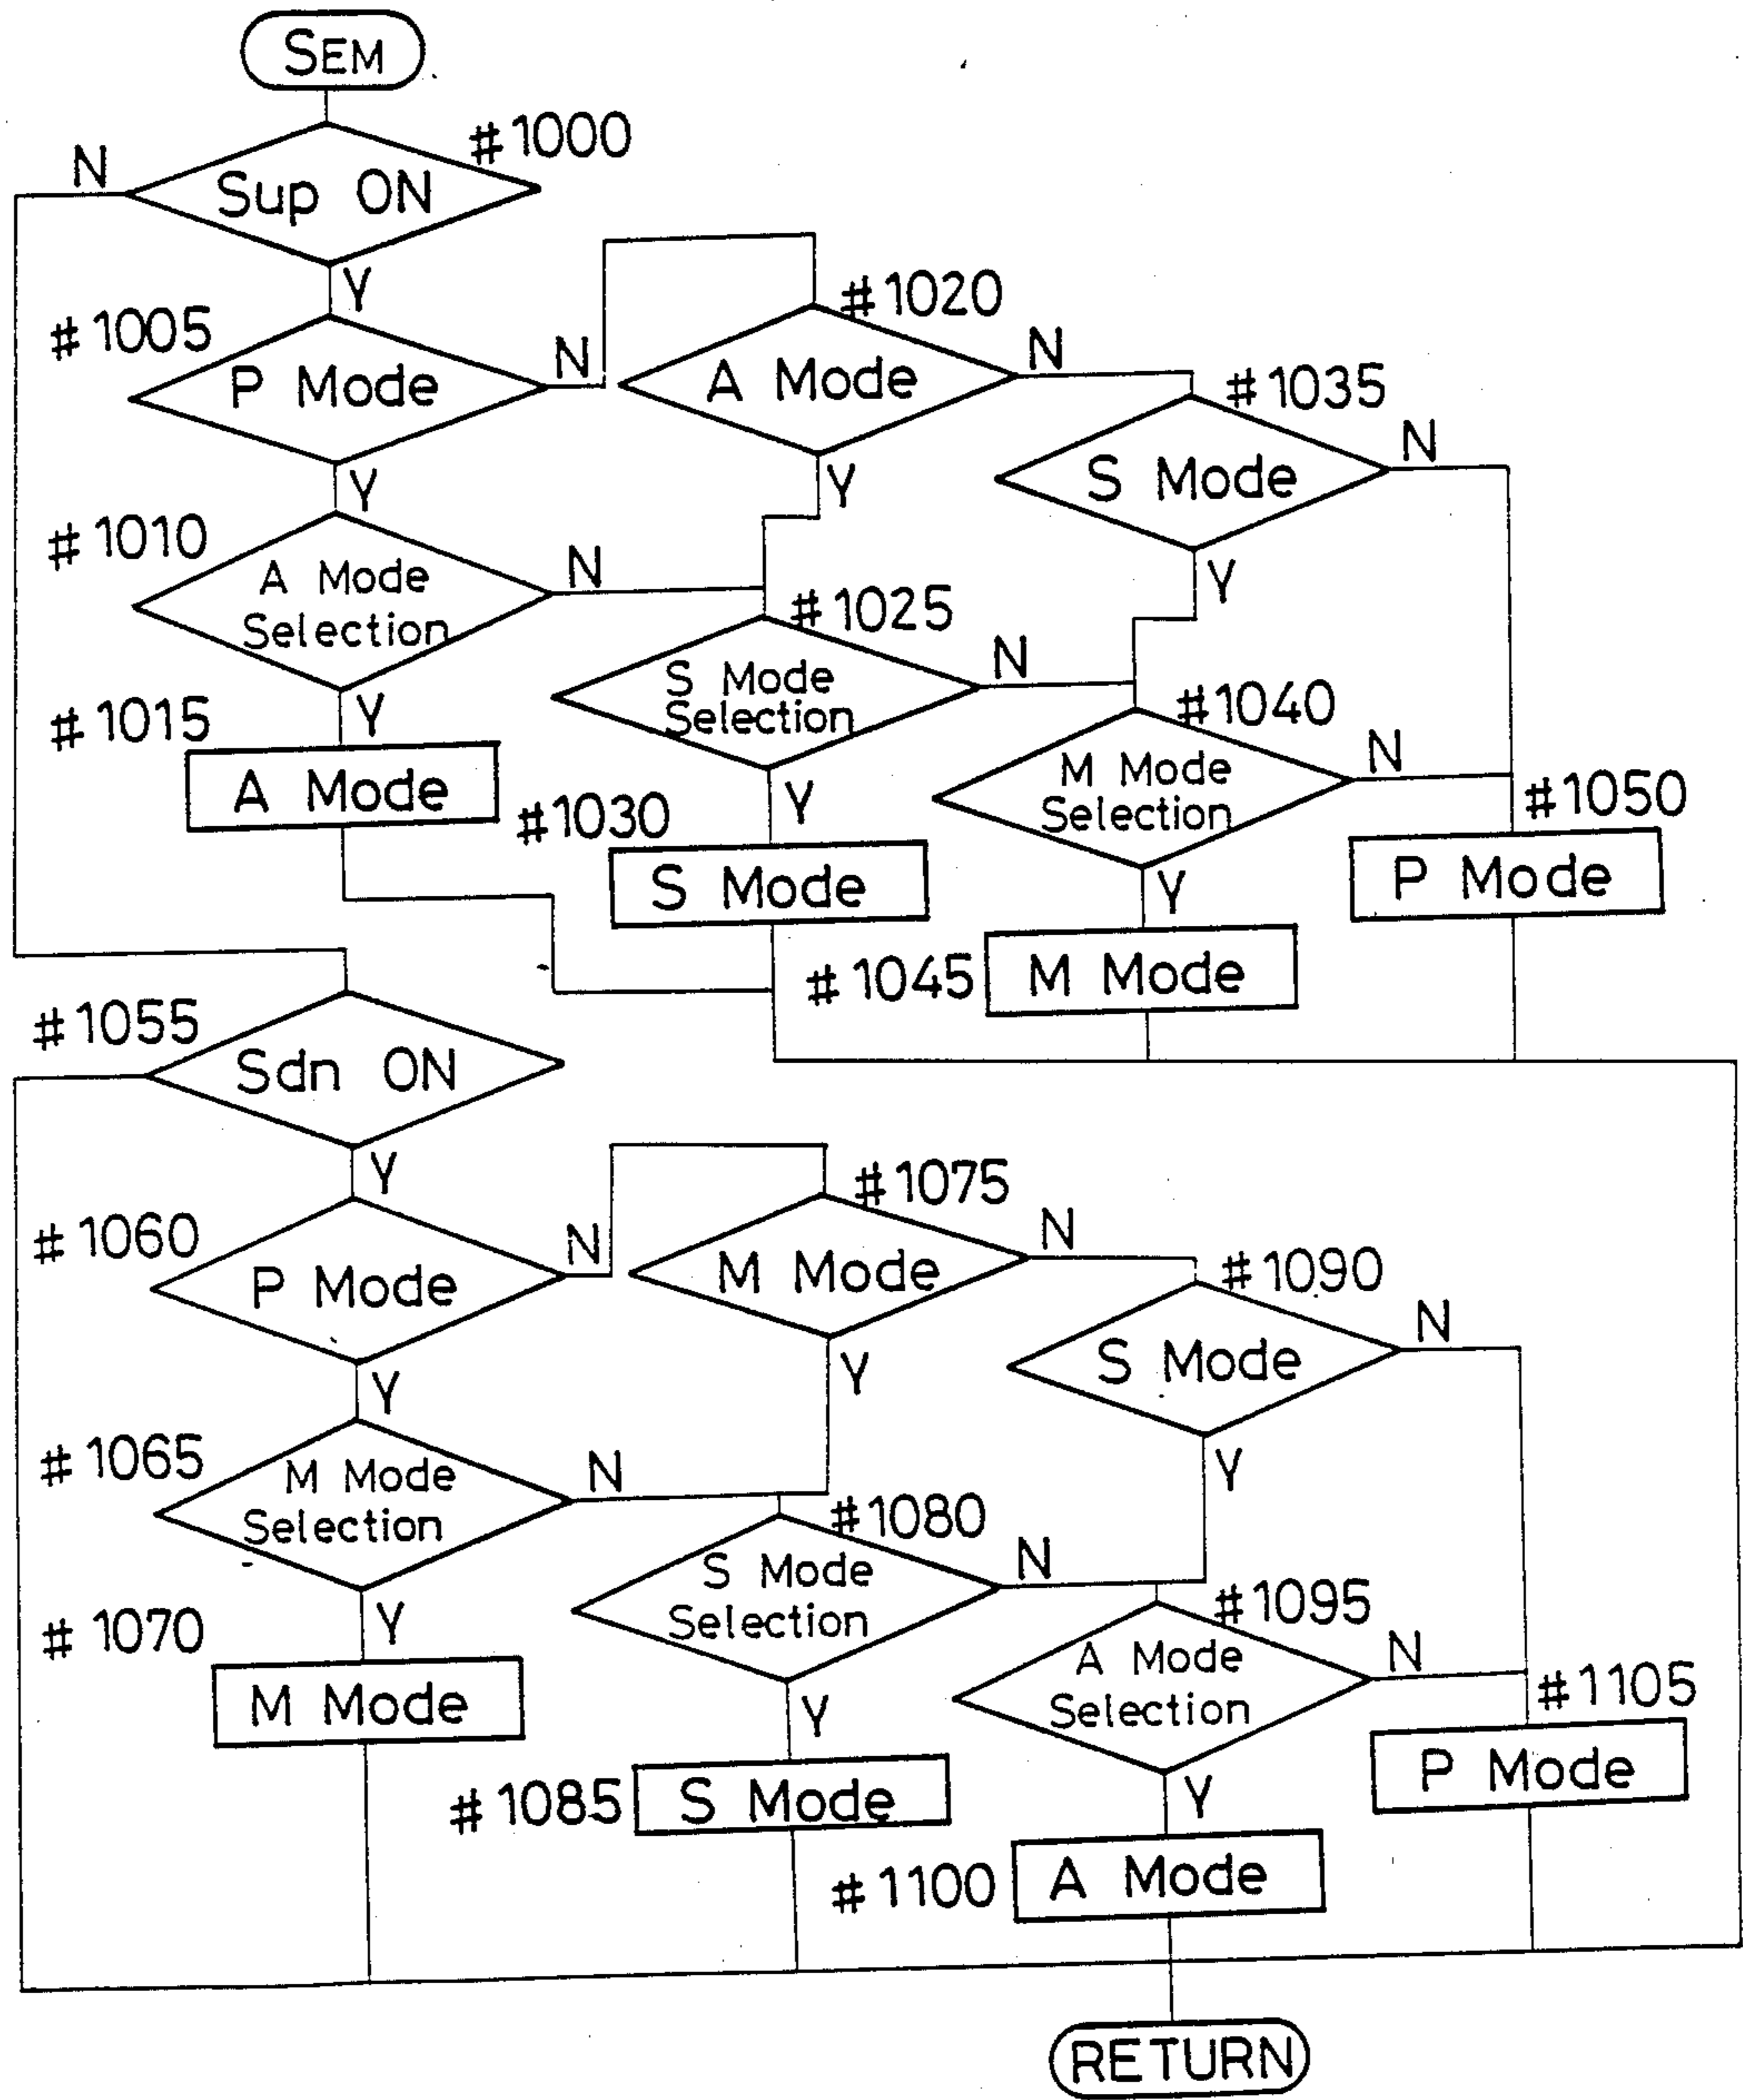 SEM
#1000
N
Sup ON
Y
#1005
P Mode
N
#1020
A Mode
N
#1035
S Mode
N
Y
Y
Y
#1010
A Mode
Selection
N
#1025
S Mode
Selection
N
#1040
M Mode
Selection
N
#1015
Y
A Mode
#1030
Y
S Mode
Y
#1050
P Mode
#1045
M Mode
#1055
Sdn ON
Y
#1060
P Mode
N
#1075
M Mode
N
#1090
S Mode
N
Y
Y
Y
#1065
M Mode
Selection
N
#1080
S Mode
Selection
N
#1095
A Mode
Selection
N
#1070
Y
M Mode
Y
#1085
S Mode
Y
#1105
P Mode
#1100
A Mode
RETURN